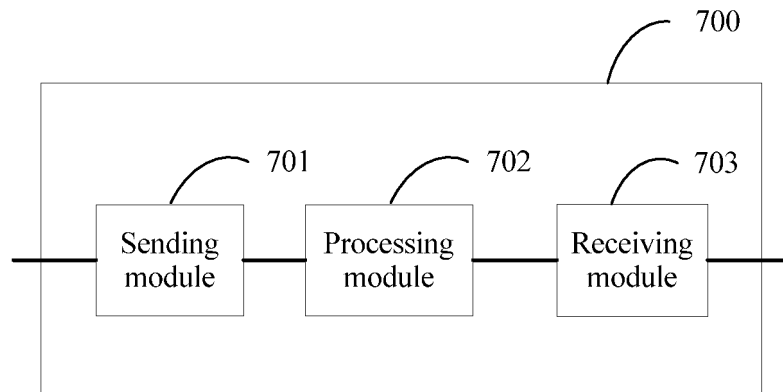 700
701
702
703
Sending
module
Processing
module
Receiving
module